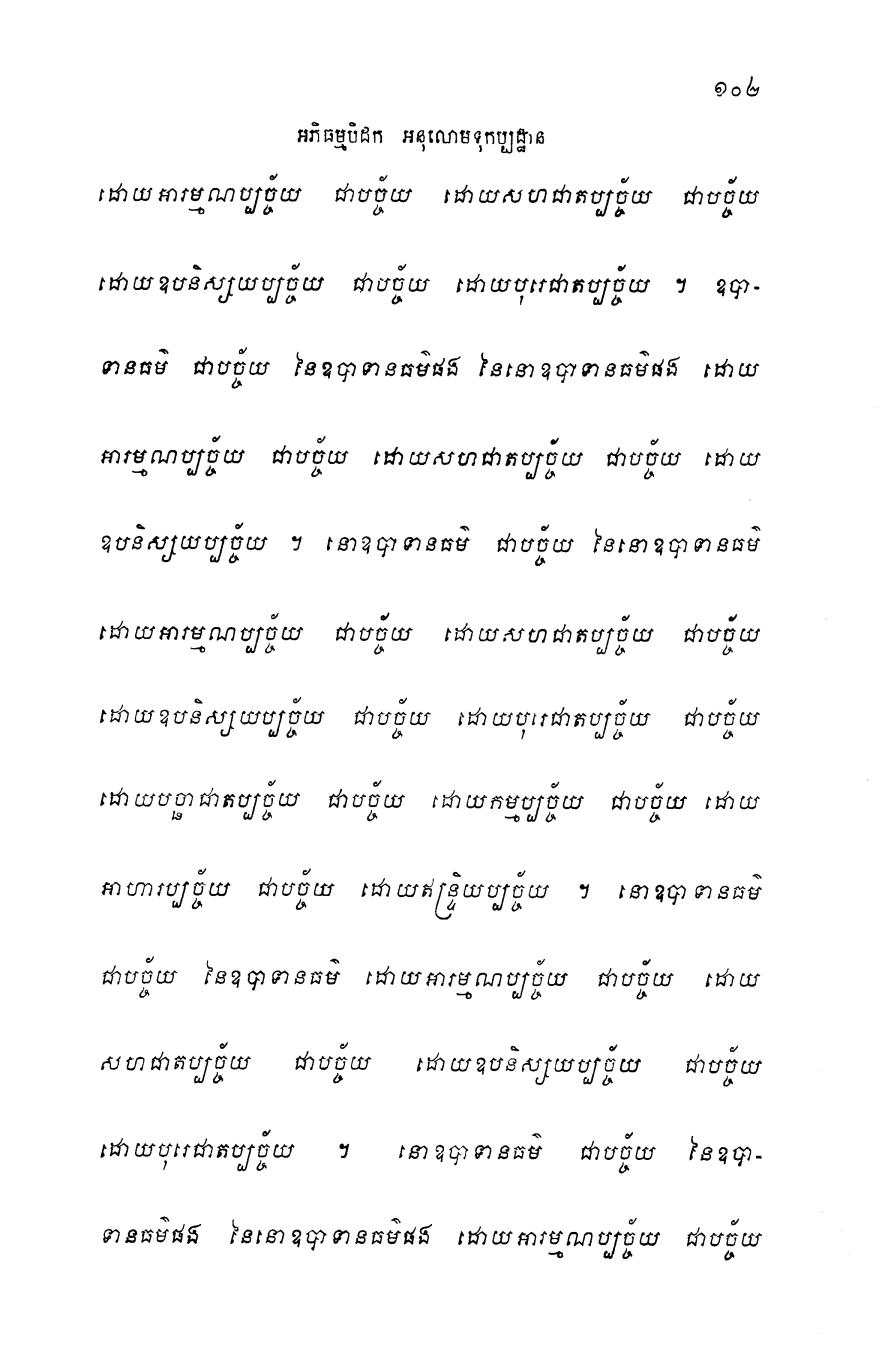 ១០២
អភិធម្មបិដក អនុលោមទុកប្បដ្ឋាន
ដោយអារម្មណប្បច្ច័យ ជាបច្ច័យ ដោយសហជាតប្បច្ច័យ ជាបច្ច័យ
ដោយឧបនិស្សយប្បច្ច័យ ជាបច្ច័យ ដោយបុរេជាតប្បច្ច័យ ។ ឧបា-
ទានធម៌ ជាបច្ច័យ នៃឧបាទានធម៌ផង នៃនោឧបាទានធម៌ផង ដោយ
អារម្មណប្បច្ច័យ ជាបច្ច័យ ដោយសហជាតប្បច្ច័យ ជាបច្ច័យ ដោយ
ឧបនិស្សយប្បច្ច័យ ។ នោឧបាទានធម៌ ជាបច្ច័យ នៃនោឧបាទានធម៌
ដោយអារម្មណប្បច្ច័យ ជាបច្ច័យ ដោយសហជាតប្បច្ច័យ ជាបច្ច័យ
ដោយឧបនិស្សយប្បច្ច័យ ជាបច្ច័យ ដោយបុរេជាតប្បច្ច័យ ជាបច្ច័យ
ដោយបច្ឆាជាតប្បច្ច័យ ជាបច្ច័យ ដោយកម្មប្បច្ច័យ ជាបច្ច័យ ដោយ
អាហារប្បច្ច័យ ជាបច្ច័យ ដោយឥន្ទ្រិយប្បច្ច័យ ។ នោឧបាទានធម៌
ជាបច្ច័យ នៃឧបាទានធម៌ ដោយអារម្មណប្បច្ច័យ ជាបច្ច័យ ដោយ
សហជាតប្បច្ច័យ ជាបច្ច័យ ដោយឧបនិស្សយប្បច្ច័យ ជាបច្ច័យ
ដោយបុរេជាតប្បច្ច័យ ។ នោឧបាទានធម៌ ជាបច្ច័យ នៃឧបា-
ទានធម៌ផង នៃនោឧបាទានធម៌ផង ដោយអារម្មណប្បច្ច័យ ជាបច្ច័យ